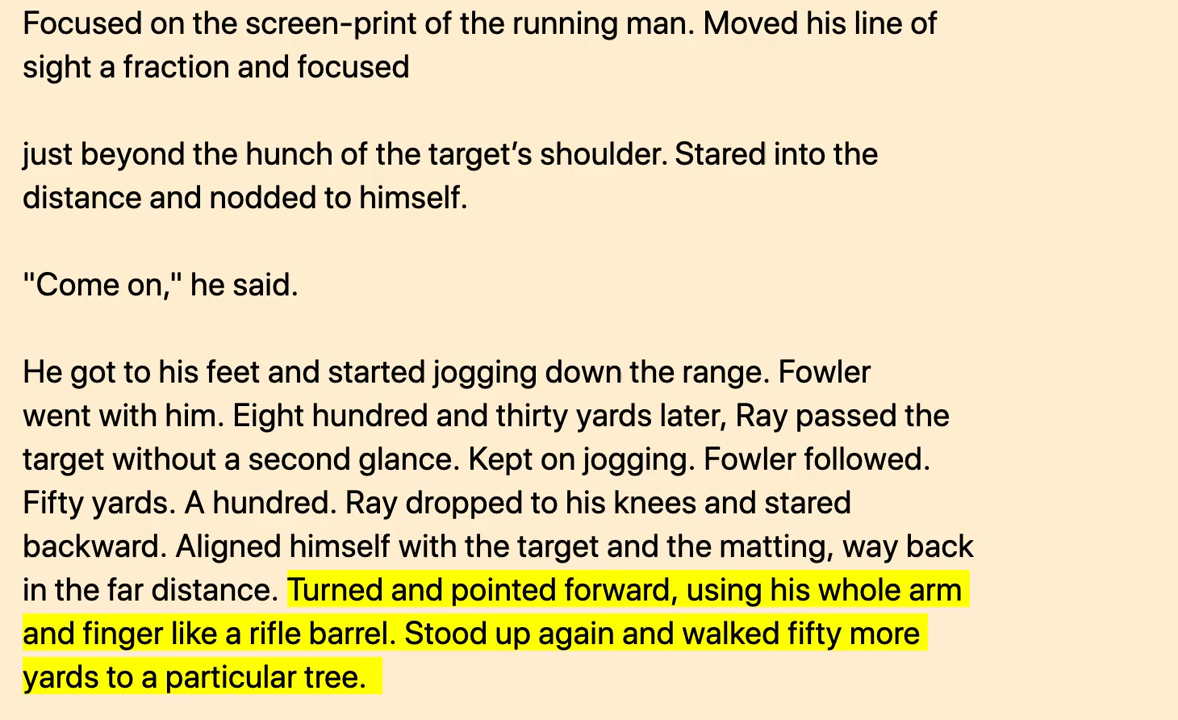 Focused on the screen-print of the running man. Moved his line of
sight a fraction and focused
just beyond the hunch of the target's shoulder. Stared into the
distance and nodded to himself.
"Come on," he said.
He got to his feet and started jogging down the range. Fowler
went with him. Eight hundred and thirty yards later, Ray passed the
target without a second glance. Kept on jogging. Fowler followed.
Fifty yards. A hundred. Ray dropped to his knees and stared
backward. Aligned himself with the target and the matting, way back
in the far distance. Turned and pointed forward, using his whole arm
and finger like a rifle barrel. Stood up again and walked fifty more
yards to a particular tree.